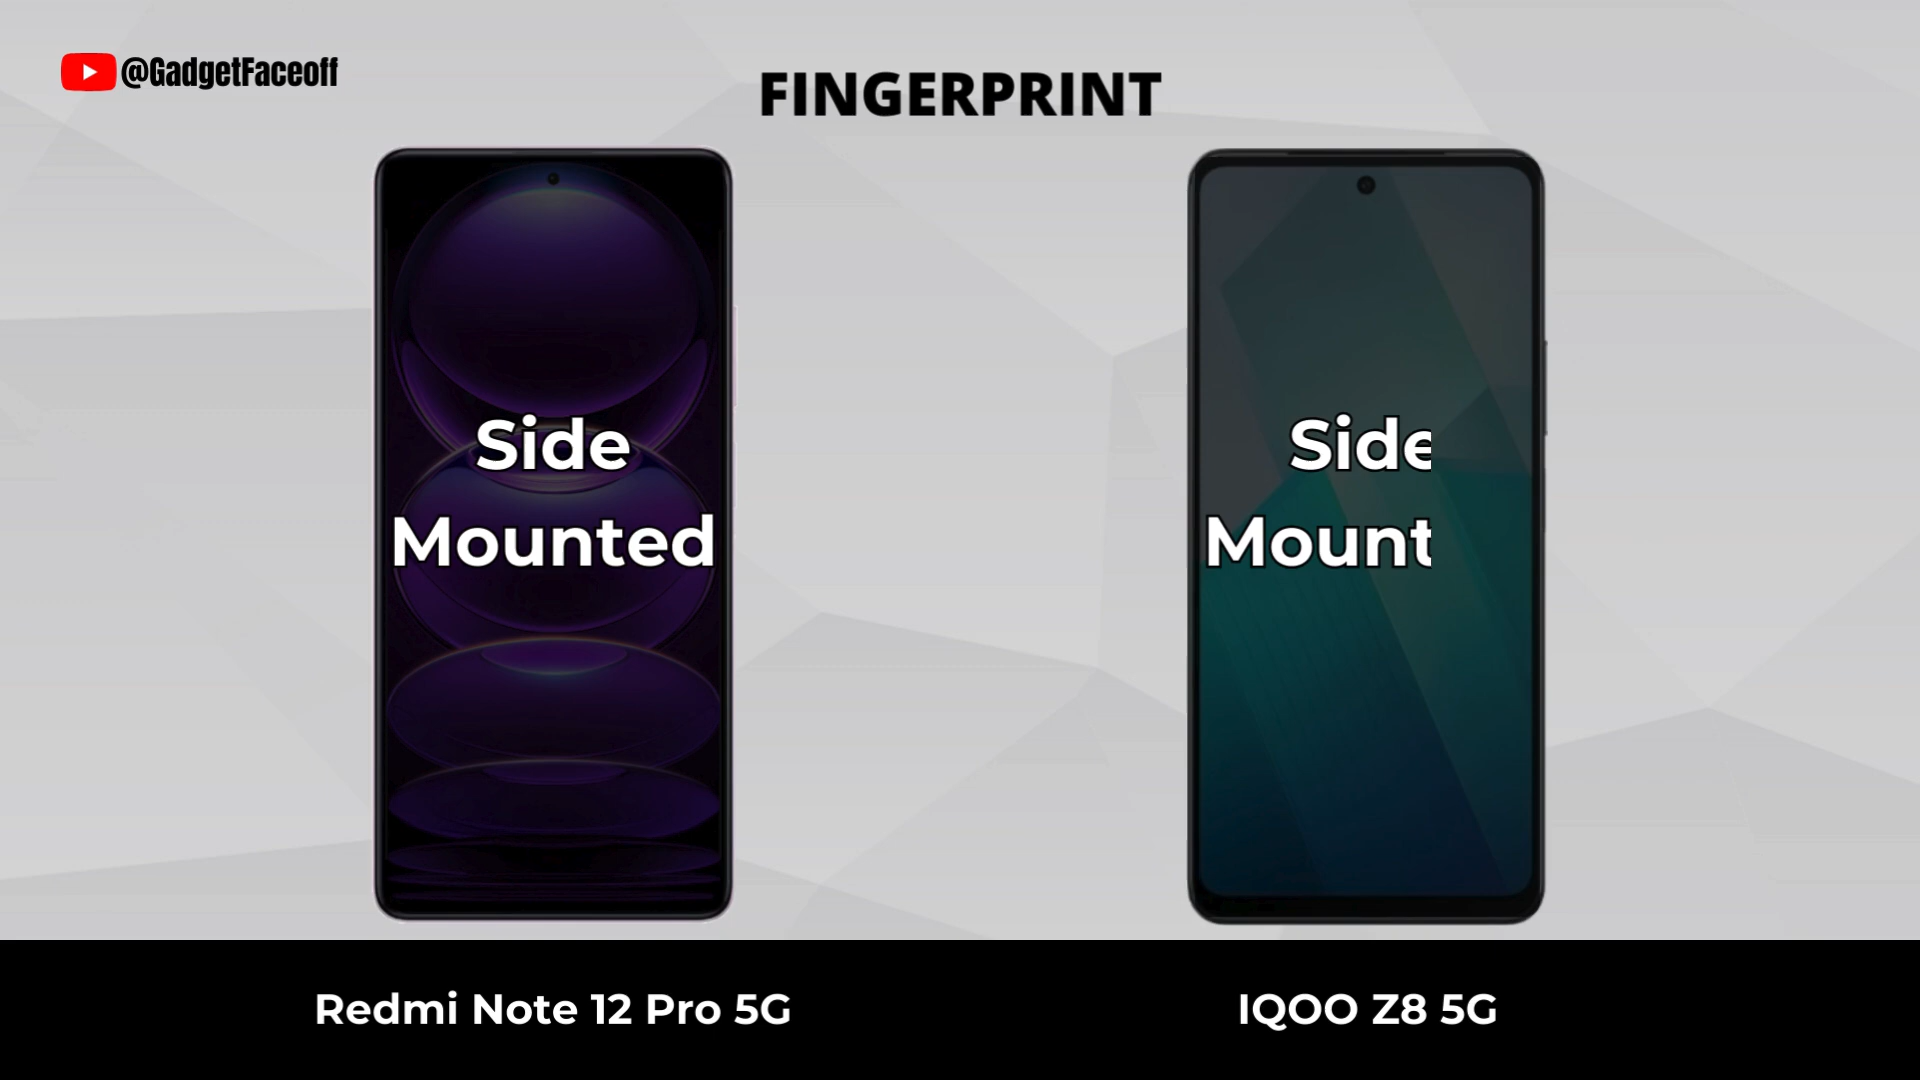 @GadgetFaceoff
FINGERPRINT
Side
Mounted
Side
Mount
Redmi Note 12 Pro 5G
IQOO Z8 5G